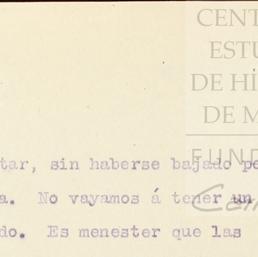 CENT
ESTU
DE HI
DE M
FUND
tar, sin haberse bajado pe
a. No vayamos á tener un
do. Es menester que las